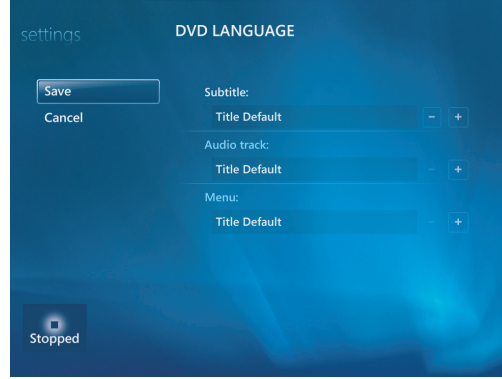 settings
DVD LANGUAGE
Save
Cancel
Subtitle:
Title Default
- +
Audio track:
Title Default
- +
Menu:
Title Default
- +
Stopped